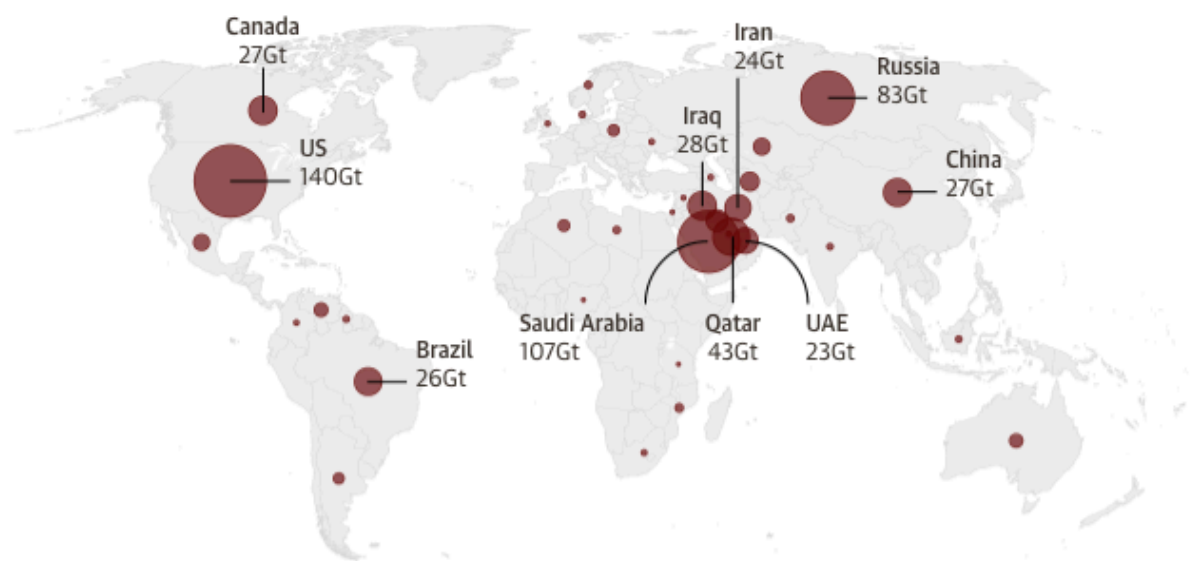 Canada
27Gt
Iran
24Gt
Russia
83Gt
Iraq
28Gt
US
140Gt
China
27Gt
Saudi Arabia
107Gt
Qatar
43Gt
UAE
23Gt
Brazil
26Gt